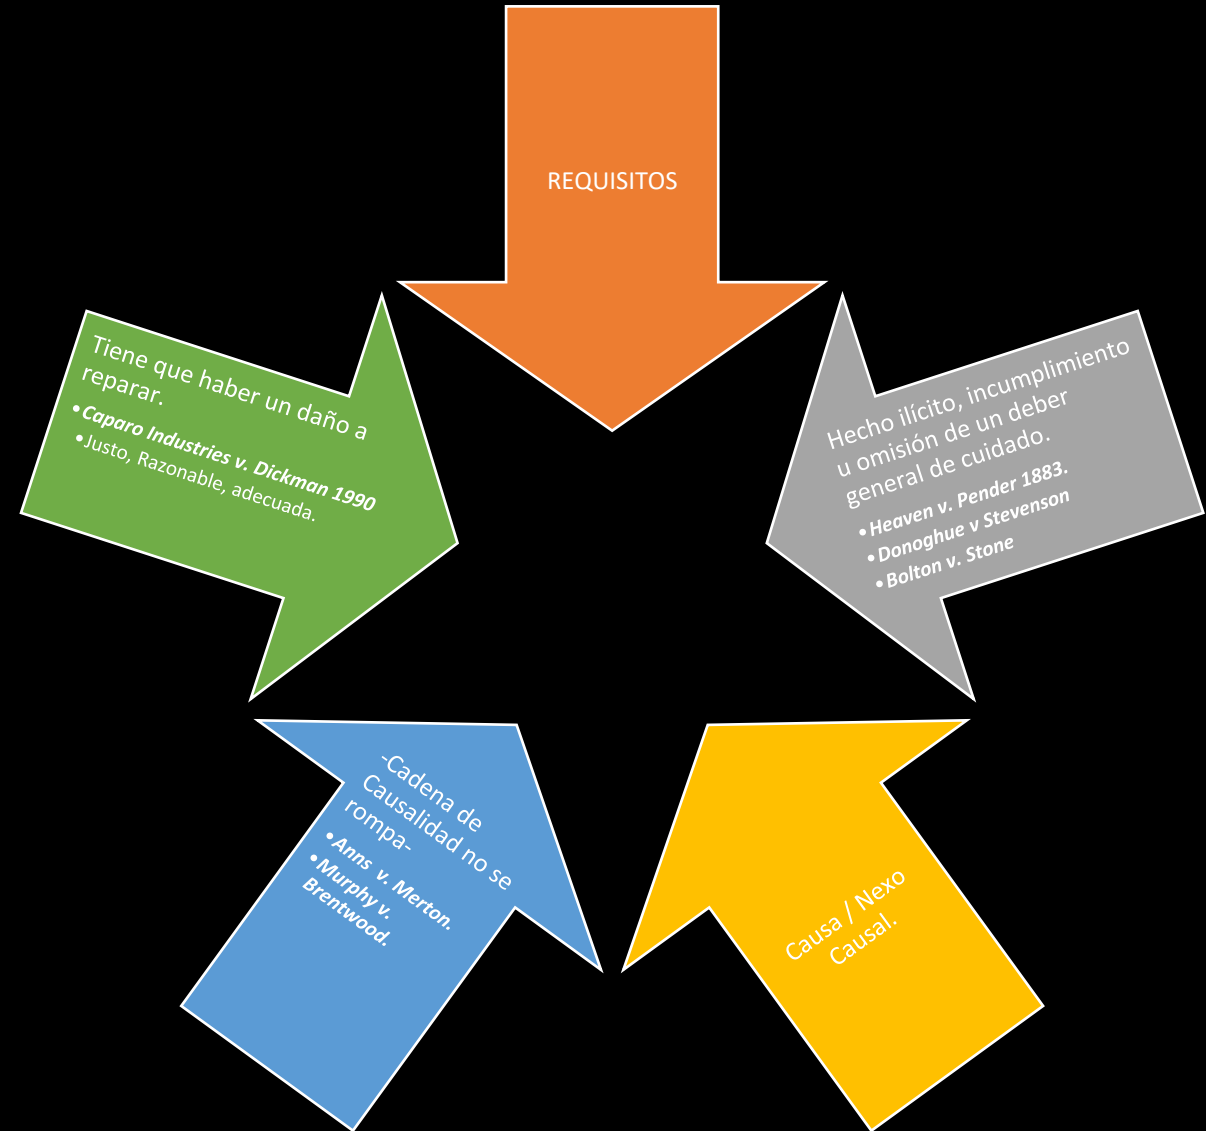 REQUISITOS
Hecho ilícito, incumplimiento
u omisión de un deber
general de cuidado.
•Heaven v. Pender 1883.
•Donoghue v Stevenson
•Bolton v. Stone
Causa / Nexo
Causal.
-Cadena de
Causalidad no se
rompa-
•Anns v. Merton.
•Murphy v.
Brentwood.
Tiene que haber un daño a
reparar.
•Caparo Industries v. Dickman 1990
•Justo, Razonable, adecuada.